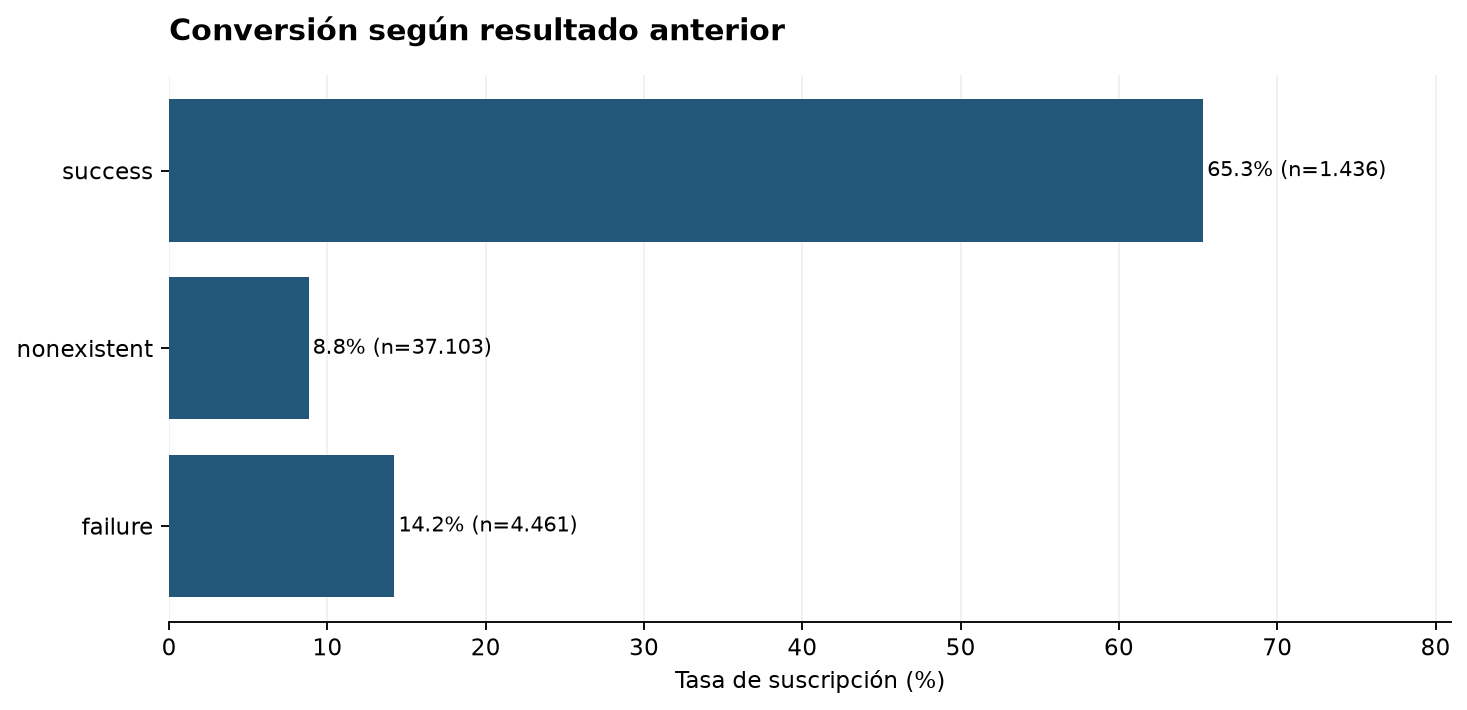 Conversión según resultado anterior
success
65.3% (n=1.436)
nonexistent
8.8% (n=37.103)
failure
14.2% (n=4.461)
0 10 20 30 40 50 60 70 80
Tasa de suscripción (%)